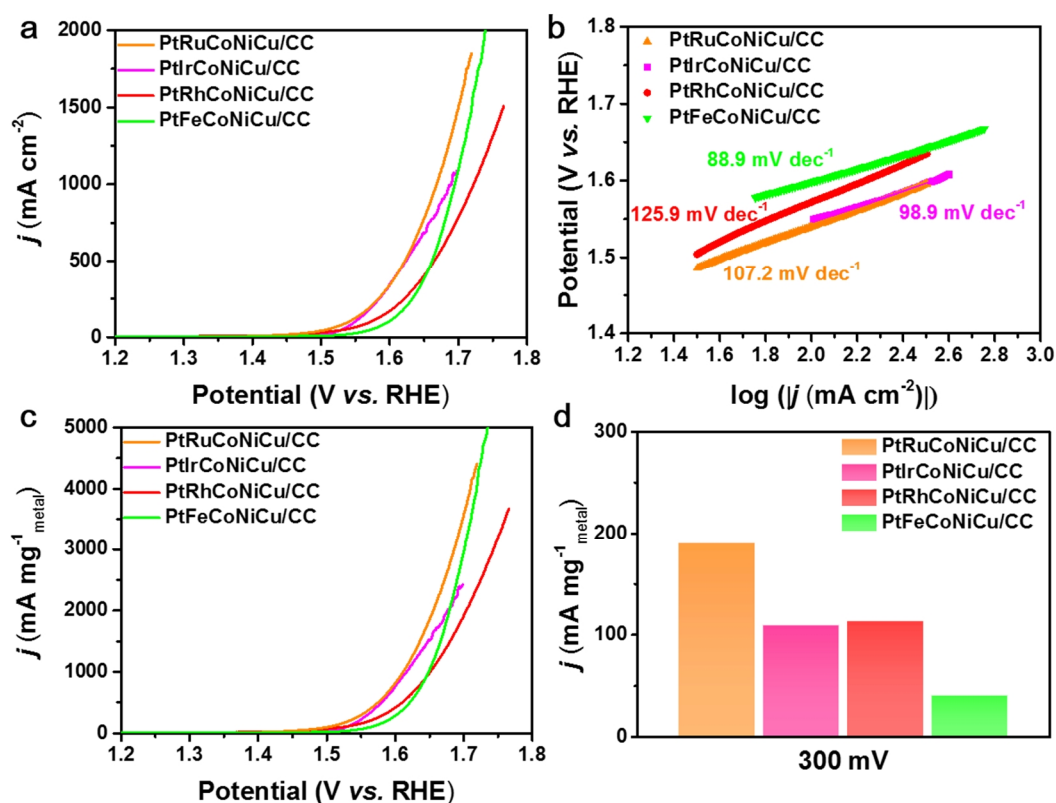 a
2000
1500
1000
500
0
j (mA cm⁻²)
PtRuCoNiCu/CC
PtIrCoNiCu/CC
PtRhCoNiCu/CC
PtFeCoNiCu/CC
1.2 1.3 1.4 1.5 1.6 1.7 1.8
Potential (V vs. RHE)
b
1.8
1.7
1.6
1.5
1.4
Potential (V vs. RHE)
PtRuCoNiCu/CC
PtIrCoNiCu/CC
PtRhCoNiCu/CC
PtFeCoNiCu/CC
88.9 mV dec⁻¹
125.9 mV dec⁻¹
98.9 mV dec⁻¹
107.2 mV dec⁻¹
1.2 1.4 1.6 1.8 2.0 2.2 2.4 2.6 2.8 3.0
log (|j (mA cm⁻²)|)
c
5000
4000
3000
2000
1000
0
j (mA mg⁻¹ metal)
PtRuCoNiCu/CC
PtIrCoNiCu/CC
PtRhCoNiCu/CC
PtFeCoNiCu/CC
1.2 1.3 1.4 1.5 1.6 1.7 1.8
Potential (V vs. RHE)
d
300
200
100
0
j (mA mg⁻¹ metal)
PtRuCoNiCu/CC
PtIrCoNiCu/CC
PtRhCoNiCu/CC
PtFeCoNiCu/CC
300 mV